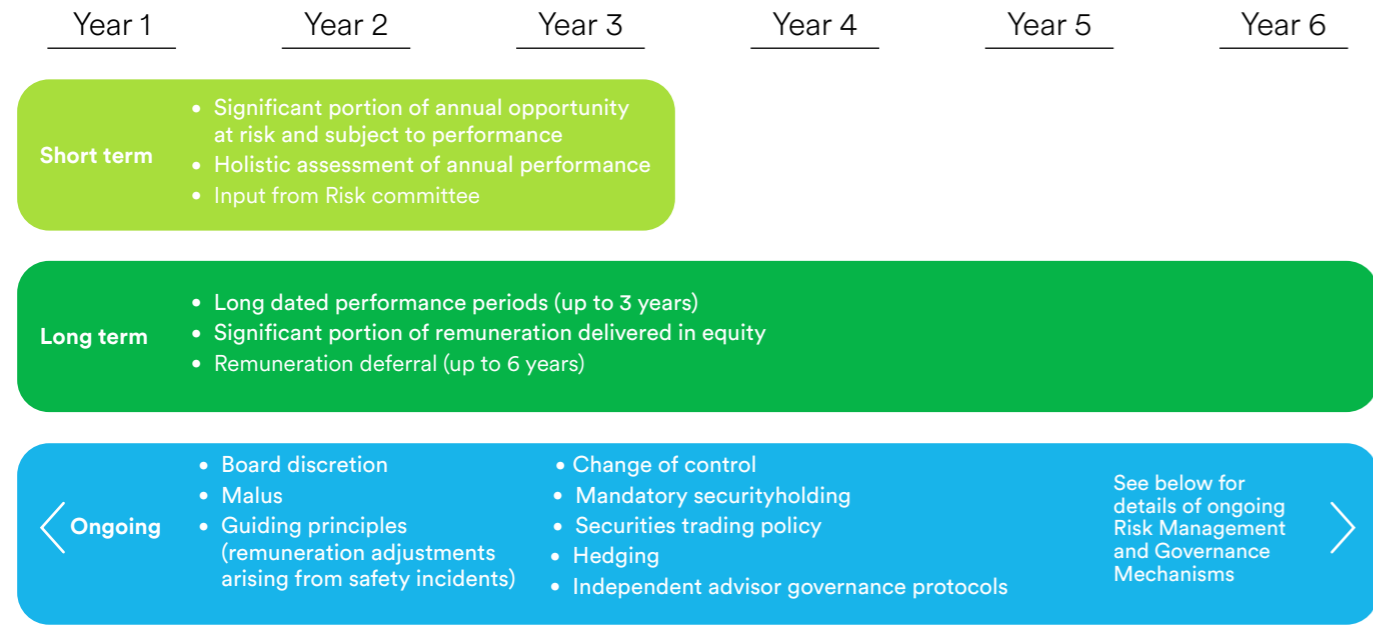 Year 1 Year 2 Year 3 Year 4 Year 5 Year 6
Short term
• Significant portion of annual opportunity
at risk and subject to performance
• Holistic assessment of annual performance
• Input from Risk committee
Long term
• Long dated performance periods (up to 3 years)
• Significant portion of remuneration delivered in equity
• Remuneration deferral (up to 6 years)
Ongoing
• Board discretion
• Malus
• Guiding principles
(remuneration adjustments
arising from safety incidents)
• Change of control
• Mandatory securityholding
• Securities trading policy
• Hedging
• Independent advisor governance protocols
See below for
details of ongoing
Risk Management
and Governance
Mechanisms